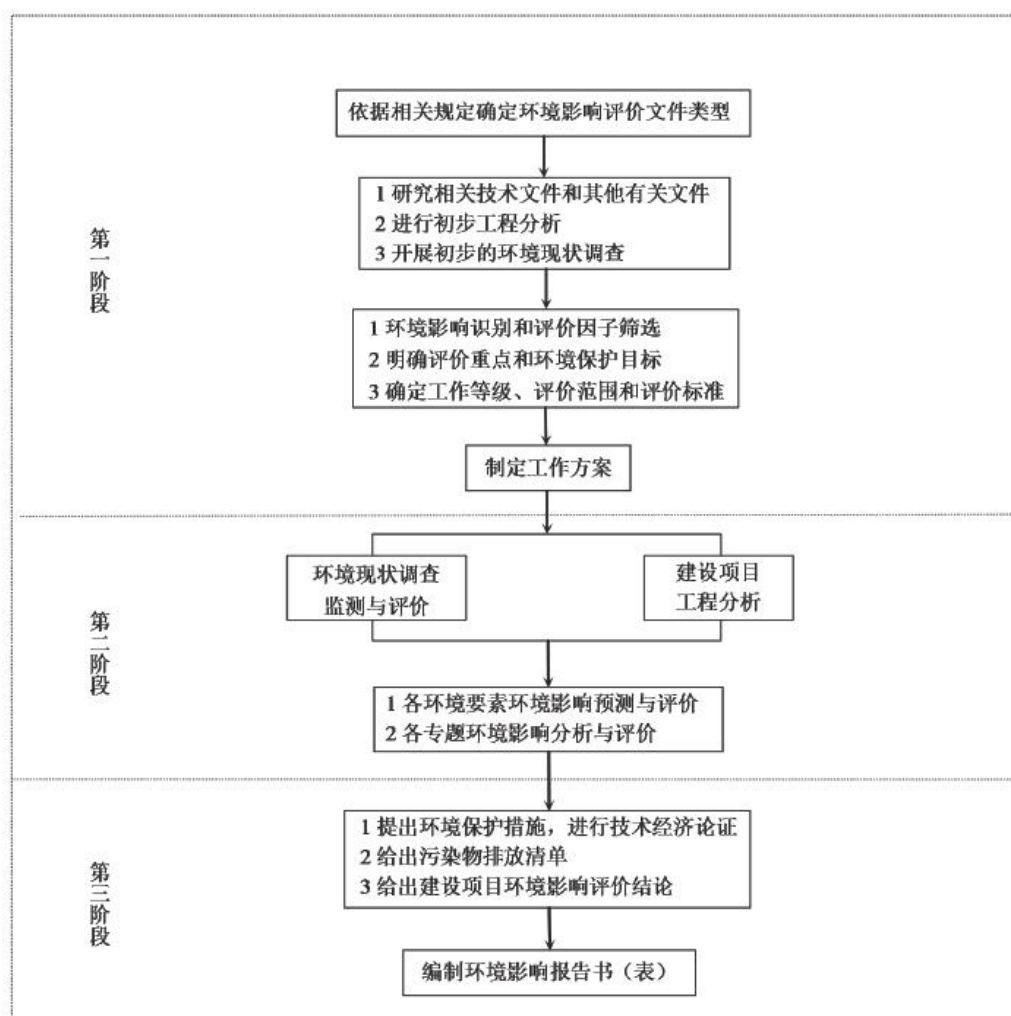 依据相关规定确定环境影响评价文件类型
第一阶段
1 研究相关技术文件和其他有关文件
2 进行初步工程分析
3 开展初步的环境现状调查
1 环境影响识别和评价因子筛选
2 明确评价重点和环境保护目标
3 确定工作等级、评价范围和评价标准
制定工作方案
第二阶段
环境现状调查
监测与评价
建设项目
工程分析
1 各环境要素环境影响预测与评价
2 各专题环境影响分析与评价
第三阶段
1 提出环境保护措施，进行技术经济论证
2 给出污染物排放清单
3 给出建设项目环境影响评价结论
编制环境影响报告书（表）